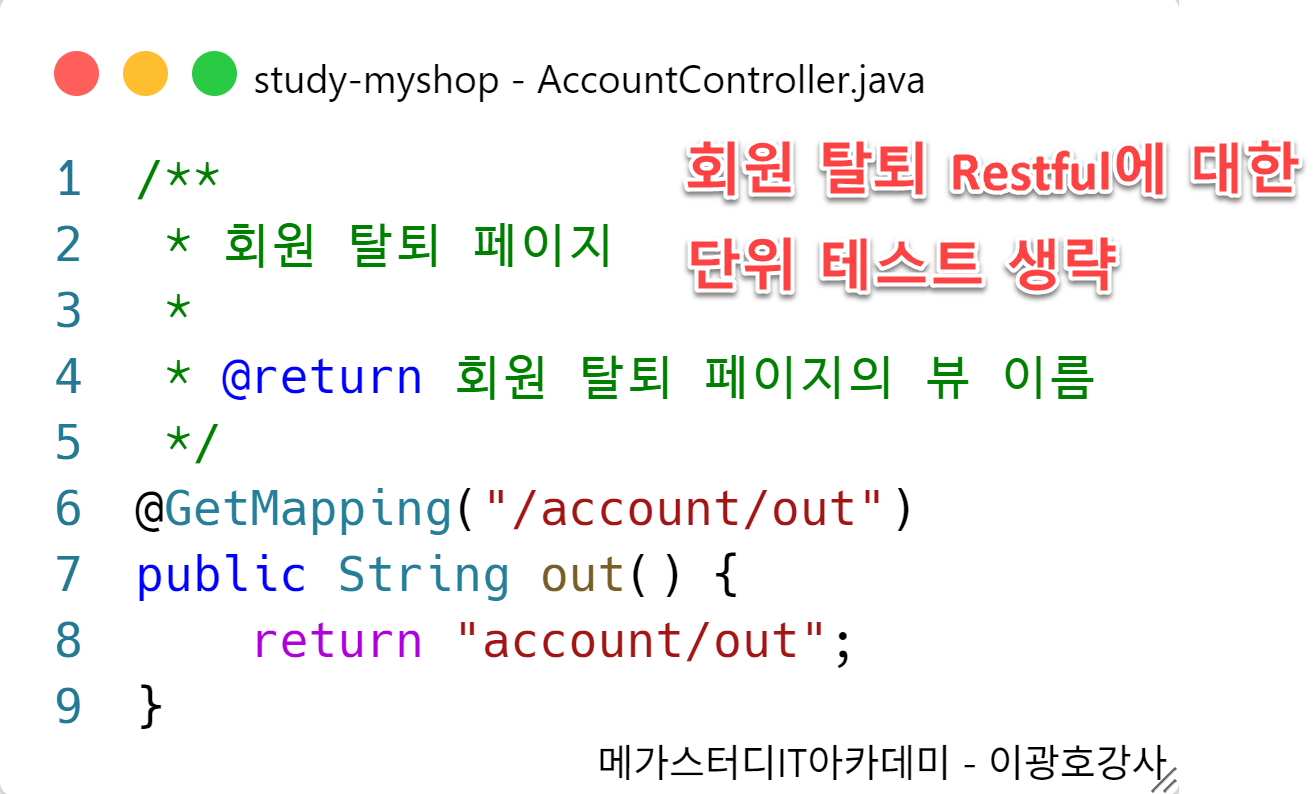 study-myshop - AccountController.java
회원 탈퇴 Restful에 대한
단위 테스트 생략
1 /**
2  * 회원 탈퇴 페이지
3  *
4  * @return 회원 탈퇴 페이지의 뷰 이름
5  */
6 @GetMapping("/account/out")
7 public String out() {
8     return "account/out";
9 }
메가스터디IT아카데미 - 이광호강사